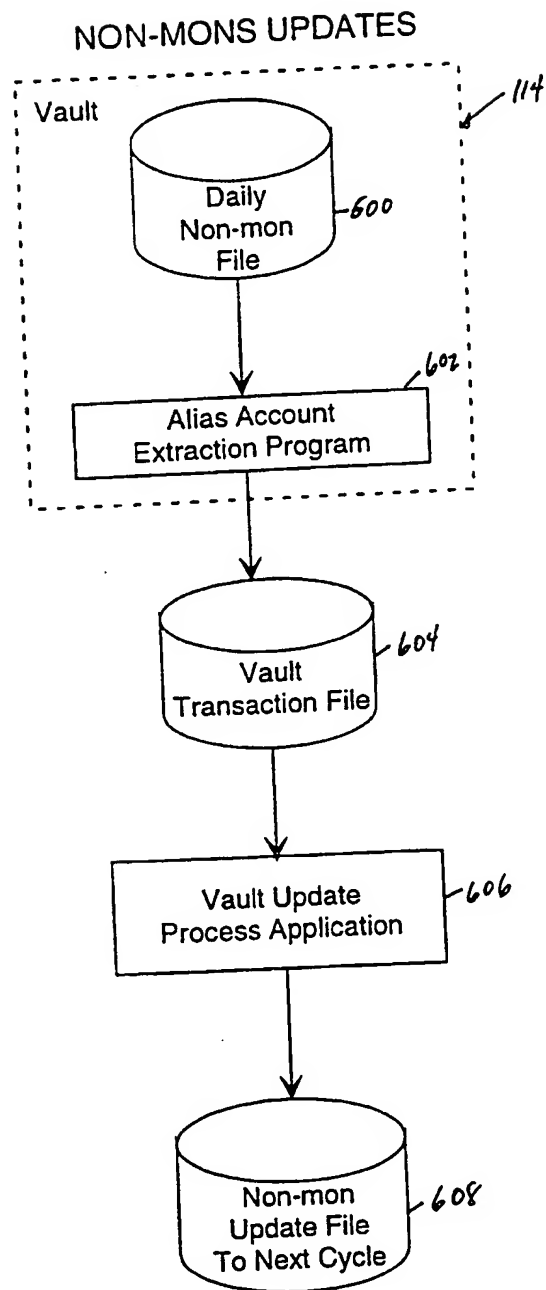 NON-MONS UPDATES
114
Vault
Daily
Non-mon
File
600
602
Alias Account
Extraction Program
604
Vault
Transaction File
Vault Update
Process Application
606
Non-mon
Update File
To Next Cycle
608